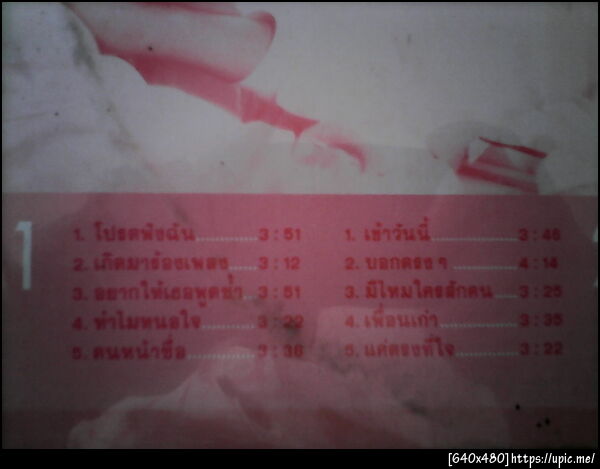 1
1. โปรดฟังฉัน 3:51
2. เกิดมาร้องเพลง 3:12
3. อยากให้เธอพูดซ้ำ 3:51
4. ทำไมหนอใจ 3:22
5. คนหน้าซื่อ 3:36
1. เช้าวันนี้ 3:46
2. บอกตรงๆ 4:14
3. มีไหมใครสักคน 3:25
4. เพื่อนเก่า 3:35
5. แค่ตรงที่ใจ 3:22
[640x480]https://upic.me/